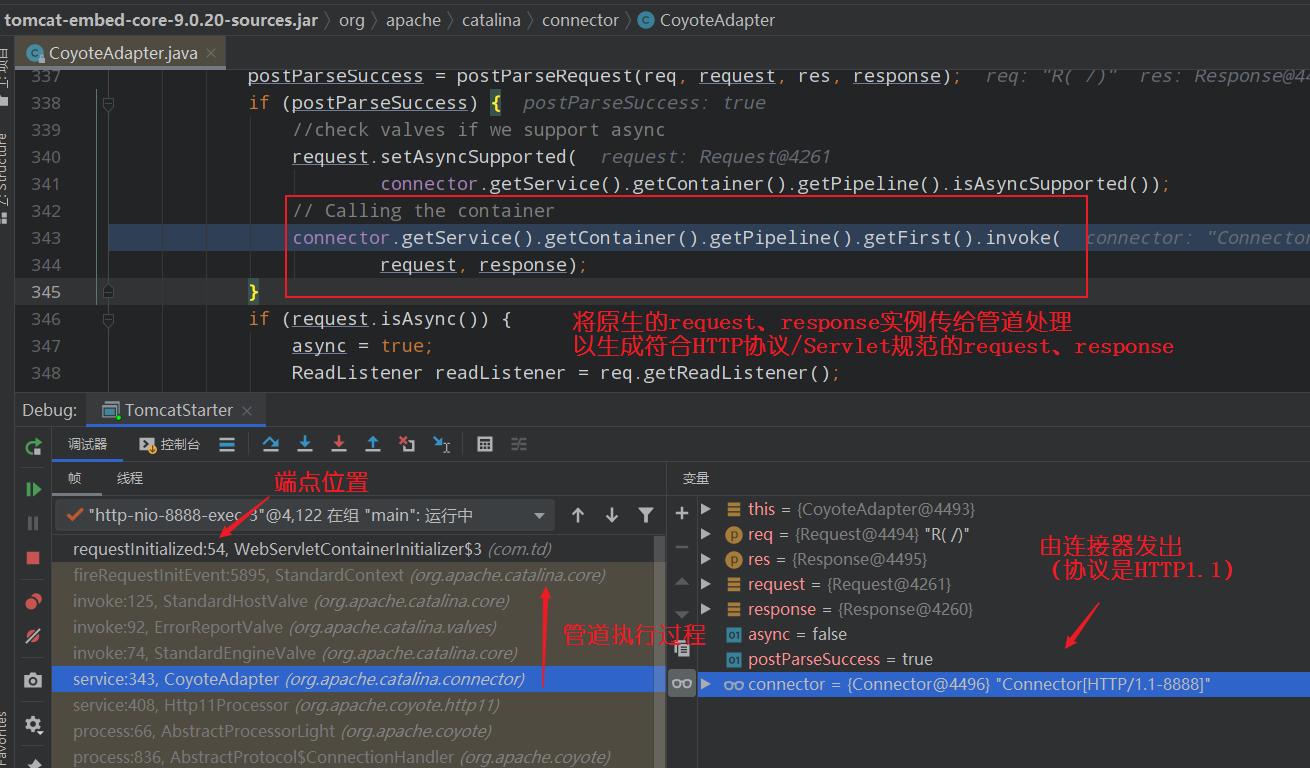 tomcat-embed-core-9.0.20-sources.jar 〉 org 〉 apache 〉 catalina 〉 connector 〉 CoyoteAdapter
CoyoteAdapter.java ×
337 postParseSuccess = postParseRequest(req, request, res, response); req: "R( /)" res: Response@44
338 if (postParseSuccess) { postParseSuccess: true
339 //check valves if we support async
340 request.setAsyncSupported( request: Request@4261
341 connector.getService().getContainer().getPipeline().isAsyncSupported());
342 // Calling the container
343 connector.getService().getContainer().getPipeline().getFirst().invoke( connector: "Connector
344 request, response);
345 }
346 if (request.isAsync()) {
347 async = true;
348 ReadListener readListener = req.getReadListener();
将原生的request、response实例传给管道处理
以生成符合HTTP协议/Servlet规范的request、response
Debug: TomcatStarter ×
调试器 控制台
帧 线程
端点位置
"http-nio-8888-exec-3"@4,122 在组 "main": 运行中
requestInitialized:54, WebServletContainerInitializer$3 (com.td)
fireRequestInitEvent:5895, StandardContext (org.apache.catalina.core)
invoke:125, StandardHostValve (org.apache.catalina.core)
invoke:92, ErrorReportValve (org.apache.catalina.valves)
invoke:74, StandardEngineValve (org.apache.catalina.core)
service:343, CoyoteAdapter (org.apache.catalina.connector)
service:408, Http11Processor (org.apache.coyote.http11)
process:66, AbstractProcessorLight (org.apache.coyote)
process:836, AbstractProtocol$ConnectionHandler (org.apache.coyote)
管道执行过程
变量
this = {CoyoteAdapter@4493}
req = {Request@4494} "R( /)"
res = {Response@4495}
request = {Request@4261}
response = {Response@4260}
async = false
postParseSuccess = true
connector = {Connector@4496} "Connector[HTTP/1.1-8888]"
由连接器发出
（协议是HTTP1.1）
Structure
Favorites